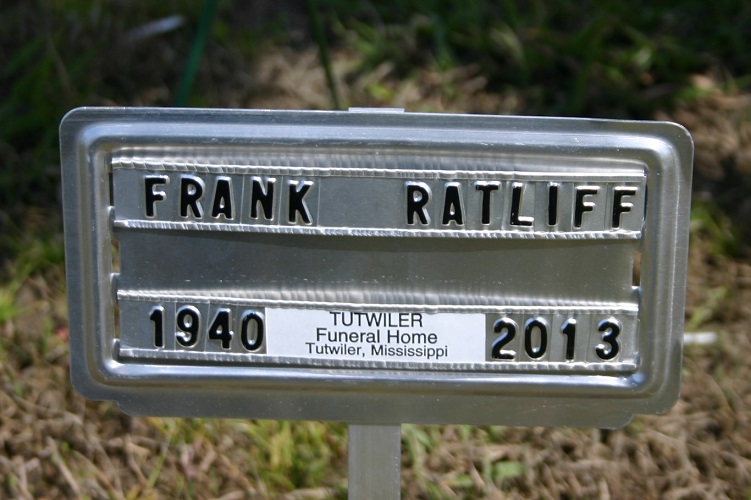 FRANK RATLIFF
1940 TUTWILER 2013
Funeral Home
Tutwiler, Mississippi